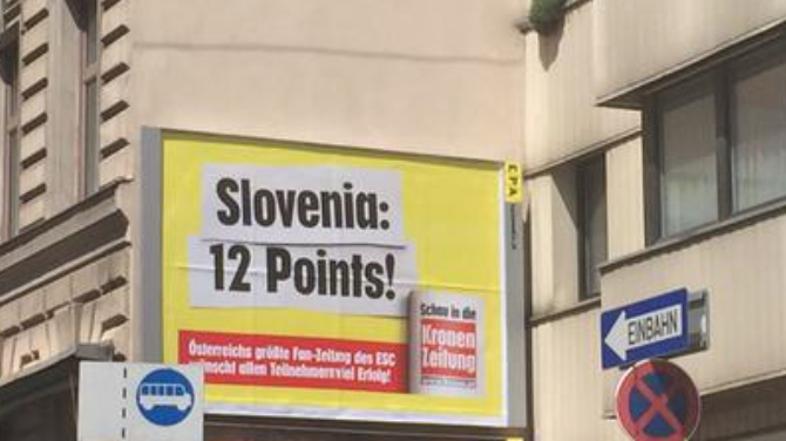 Slovenia:
12 Points!
Schau in die
Kronen
Zeitung
Österreichs größte Fan-Zeitung des ESC
wünscht allen Teilnehmern viel Erfolg!
EPA
EINBAHN